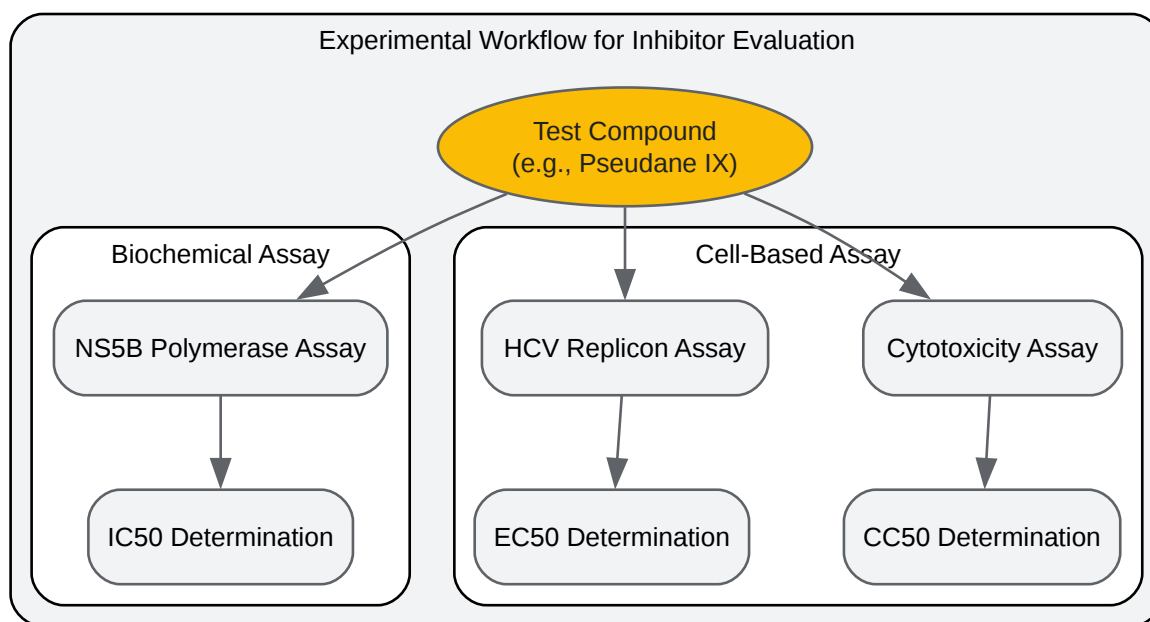 Experimental Workflow for Inhibitor Evaluation
Test Compound
(e.g., Pseudane IX)
Biochemical Assay
Cell-Based Assay
NS5B Polymerase Assay
HCV Replicon Assay
Cytotoxicity Assay
IC50 Determination
EC50 Determination
CC50 Determination